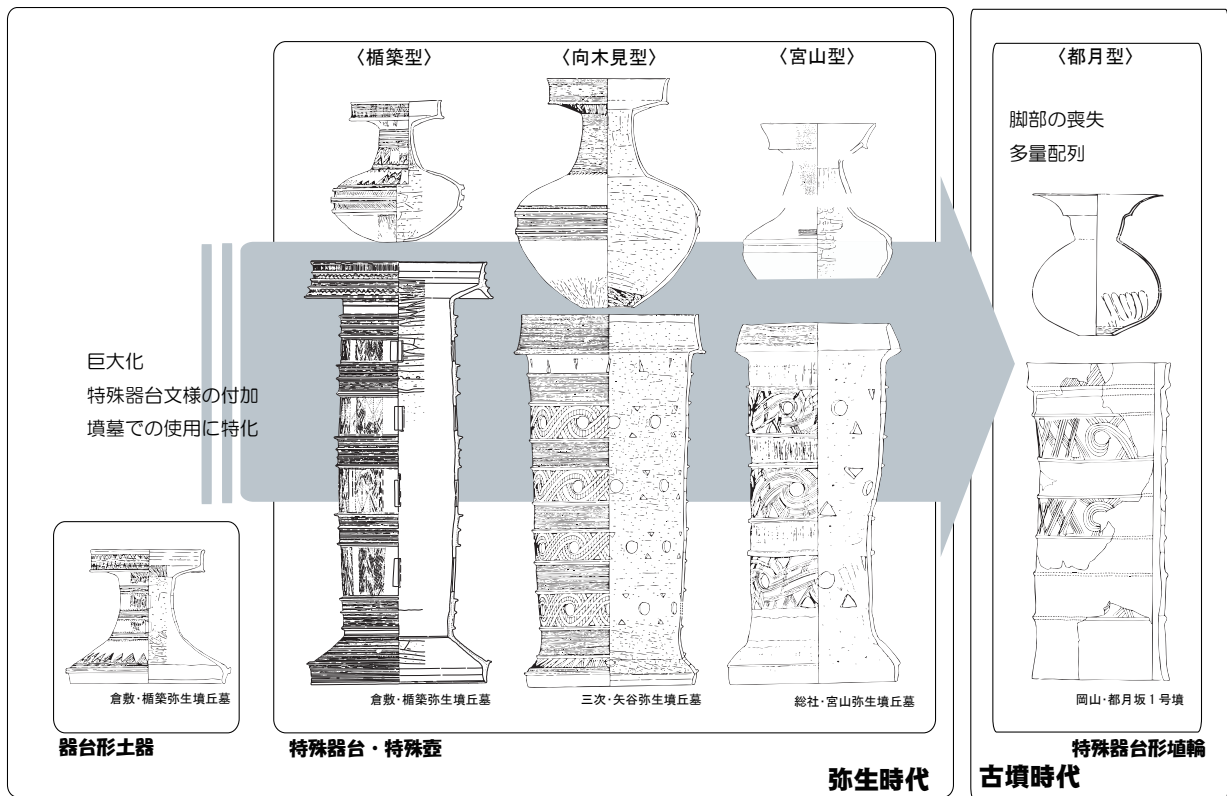 〈楯築型〉
〈向木見型〉
〈宮山型〉
〈都月型〉
脚部の喪失
多量配列
巨大化
特殊器台文様の付加
墳墓での使用に特化
倉敷・楯築弥生墳丘墓
倉敷・楯築弥生墳丘墓
三次・矢谷弥生墳丘墓
総社・宮山弥生墳丘墓
岡山・都月坂1号墳
器台形土器
特殊器台・特殊壺
特殊器台形埴輪
弥生時代
古墳時代